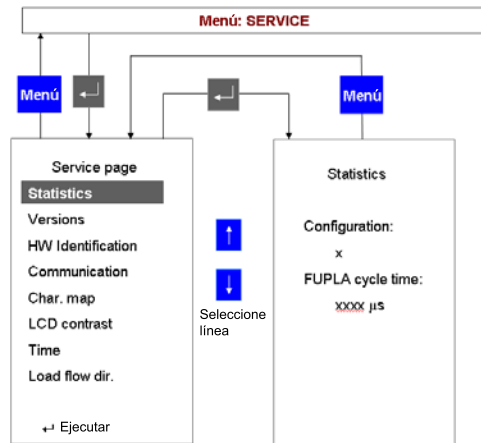 Menú: SERVICE
Menú
Menú
Service page
Statistics
Versions
HW Identification
Communication
Char. map
LCD contrast
Time
Load flow dir.
↵ Ejecutar
Seleccione
línea
Statistics
Configuration:
x
FUPLA cycle time:
xxxx µs